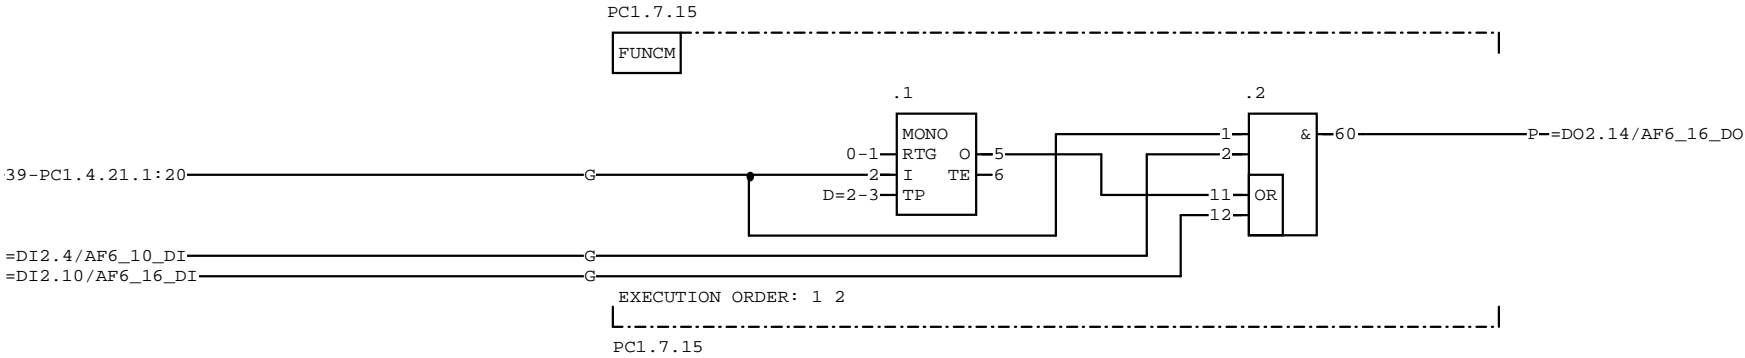 PC1.7.15
FUNCM
.1
.2
MONO
&
1
60
P
=DO2.14/AF6_16_DO
0-1
RTG
O
5
2
39-PC1.4.21.1:20
G
2
I
TE
6
D=2-3
TP
11
OR
12
=DI2.4/AF6_10_DI
G
=DI2.10/AF6_16_DI
G
EXECUTION ORDER: 1 2
PC1.7.15